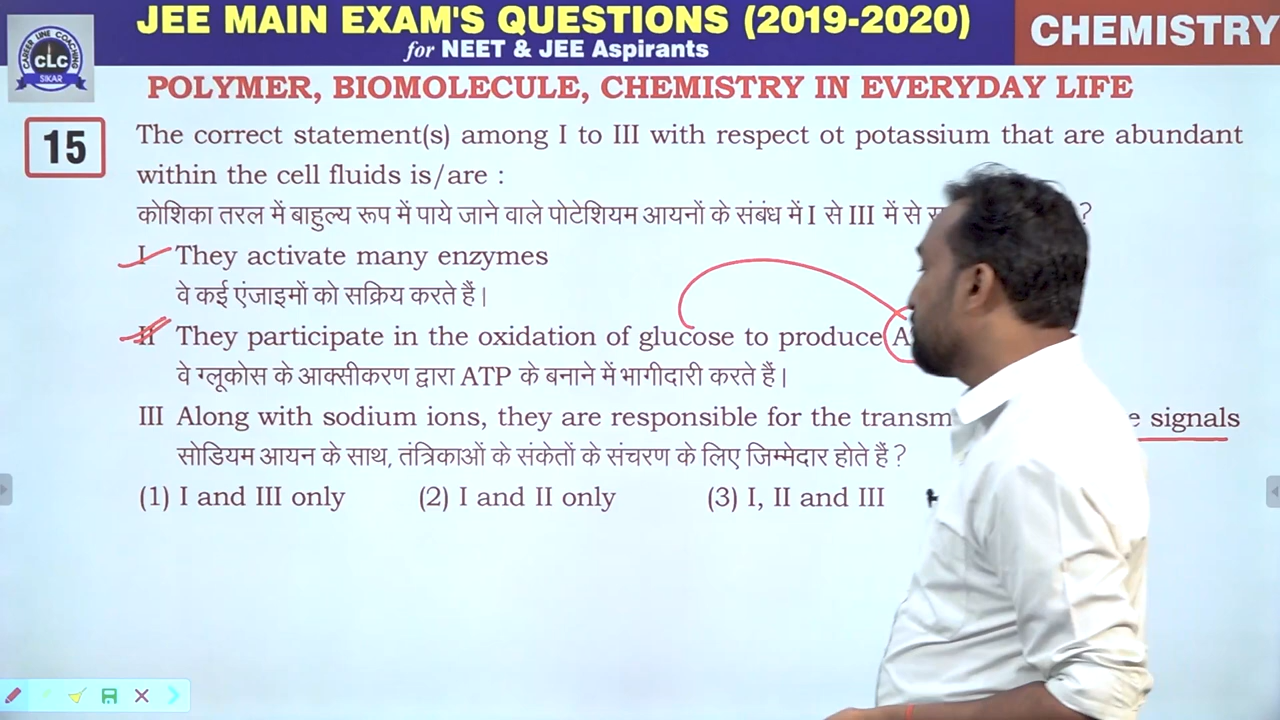 JEE MAIN EXAM'S QUESTIONS (2019-2020)
for NEET & JEE Aspirants
CHEMISTRY
CAREER LINE COACHING
CLC
SIKAR
POLYMER, BIOMOLECULE, CHEMISTRY IN EVERYDAY LIFE
15
The correct statement(s) among I to III with respect ot potassium that are abundant
within the cell fluids is/are :
कोशिका तरल में बाहुल्य रूप में पाये जाने वाले पोटेशियम आयनों के संबंध में I से III में से ?
I They activate many enzymes
वे कई एंजाइमों को सक्रिय करते हैं।
II They participate in the oxidation of glucose to produce
वे ग्लूकोस के आक्सीकरण द्वारा ATP के बनाने में भागीदारी करते हैं।
III Along with sodium ions, they are responsible for the signals
सोडियम आयन के साथ, तंत्रिकाओं के संकेतों के संचरण के लिए जिम्मेदार होते हैं ?
(1) I and III only (2) I and II only (3) I, II and III